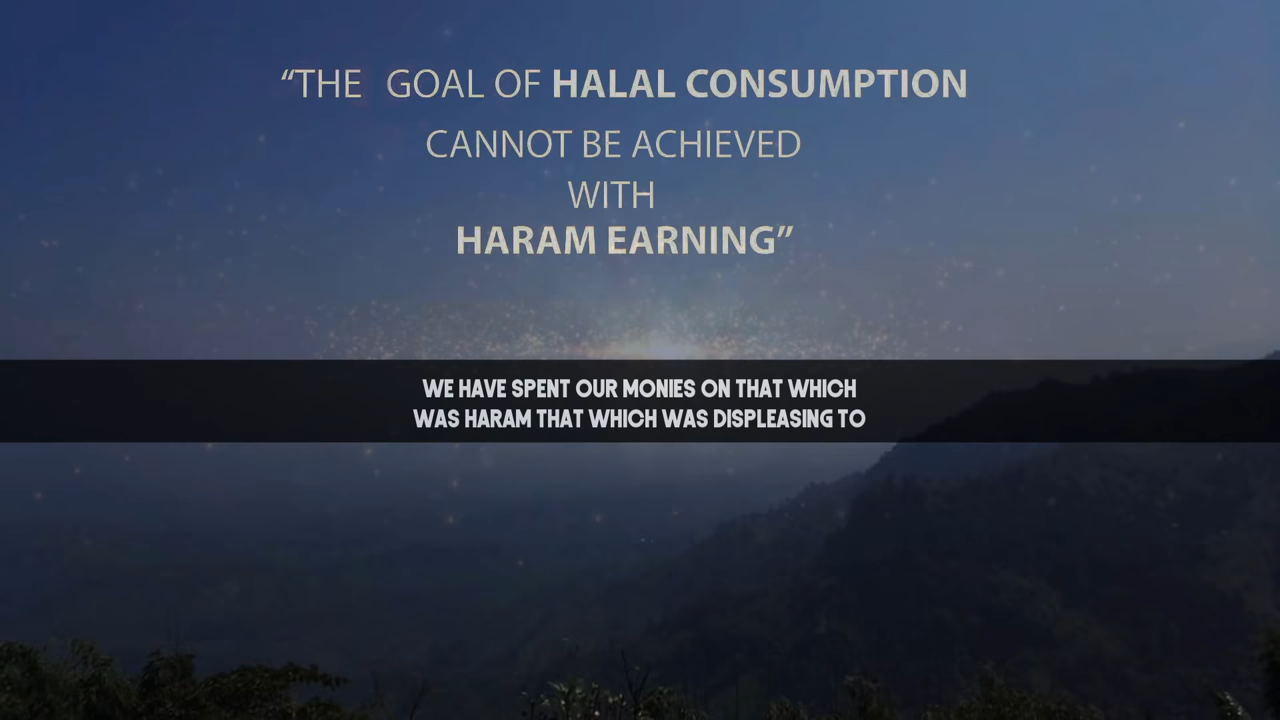 “THE GOAL OF HALAL CONSUMPTION
CANNOT BE ACHIEVED
WITH
HARAM EARNING”
WE HAVE SPENT OUR MONIES ON THAT WHICH
WAS HARAM THAT WHICH WAS DISPLEASING TO